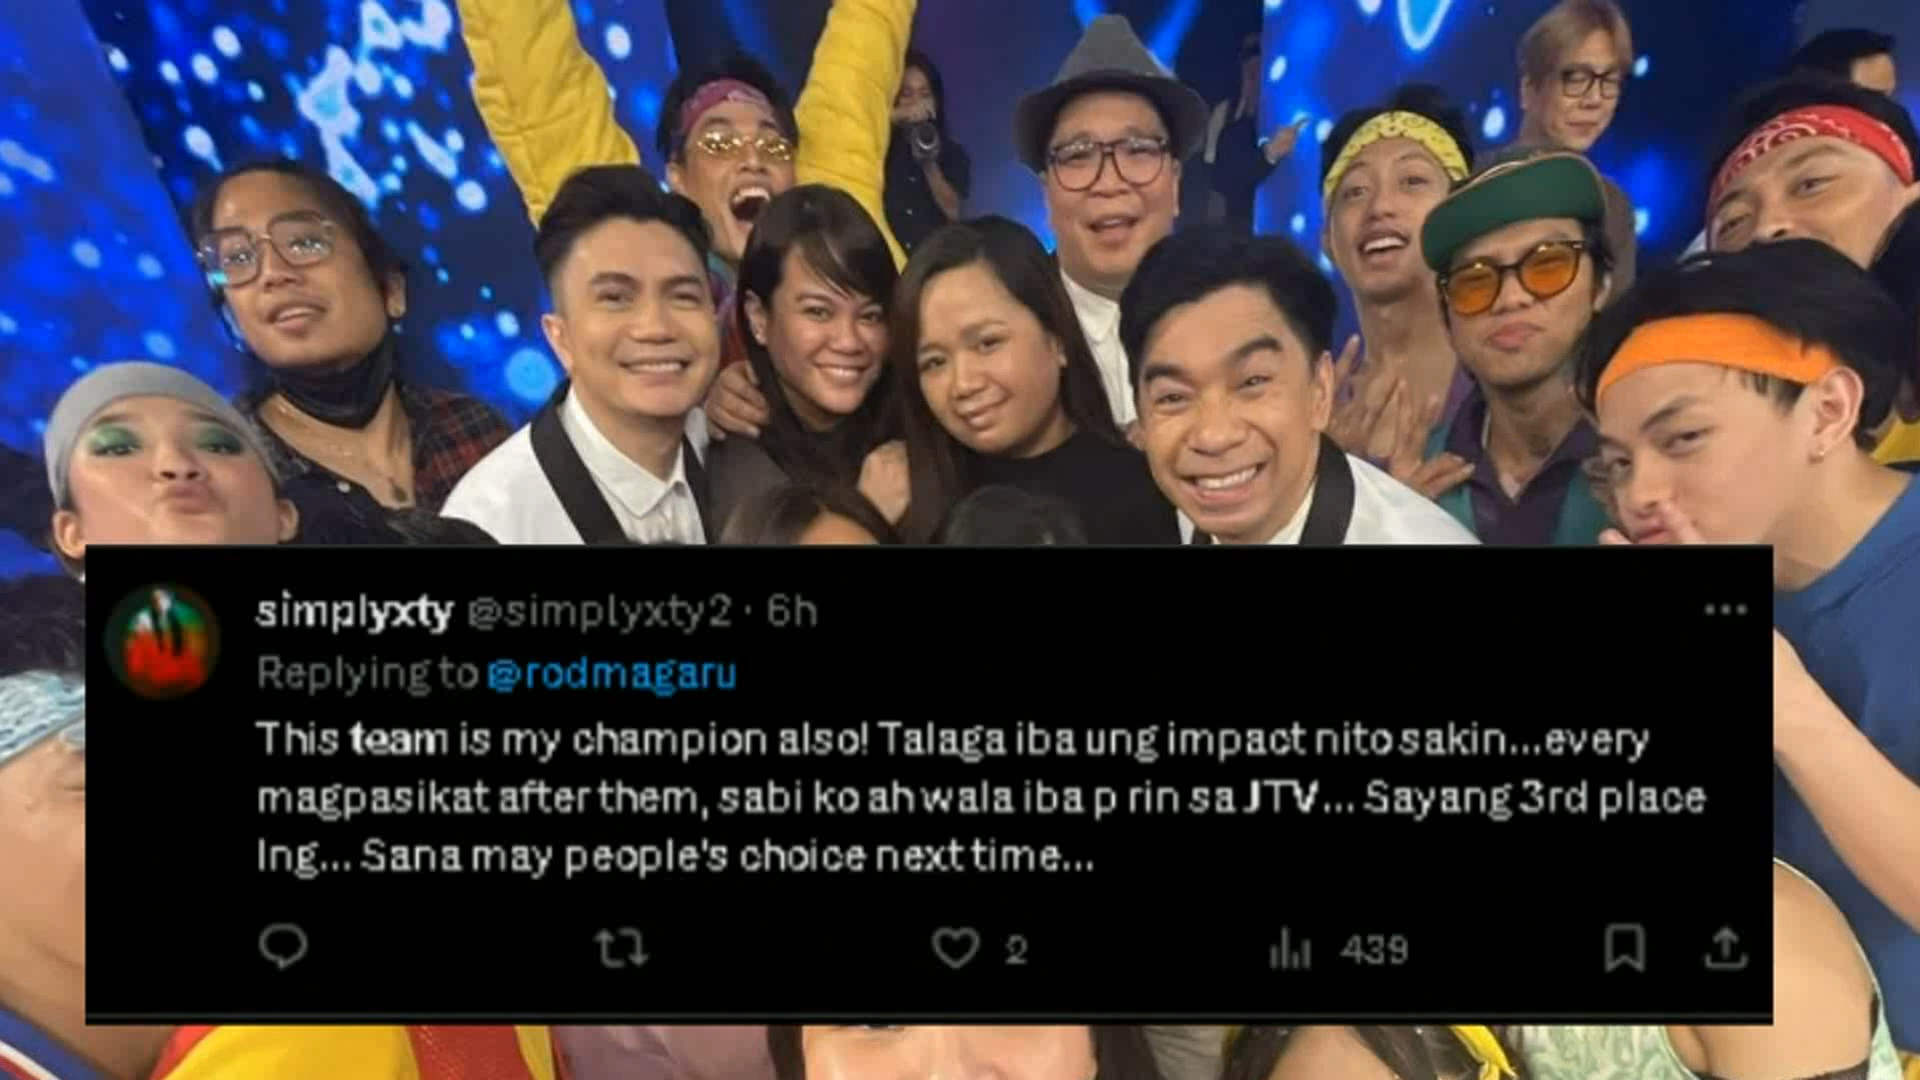 simplyxty @simplyxty2 · 6h
Replying to @rodmagaru
This team is my champion also! Talaga iba ung impact nito sakin...every
magpasikat after them, sabi ko ah wala iba p rin sa JTV... Sayang 3rd place
lng... Sana may people's choice next time...
2 439